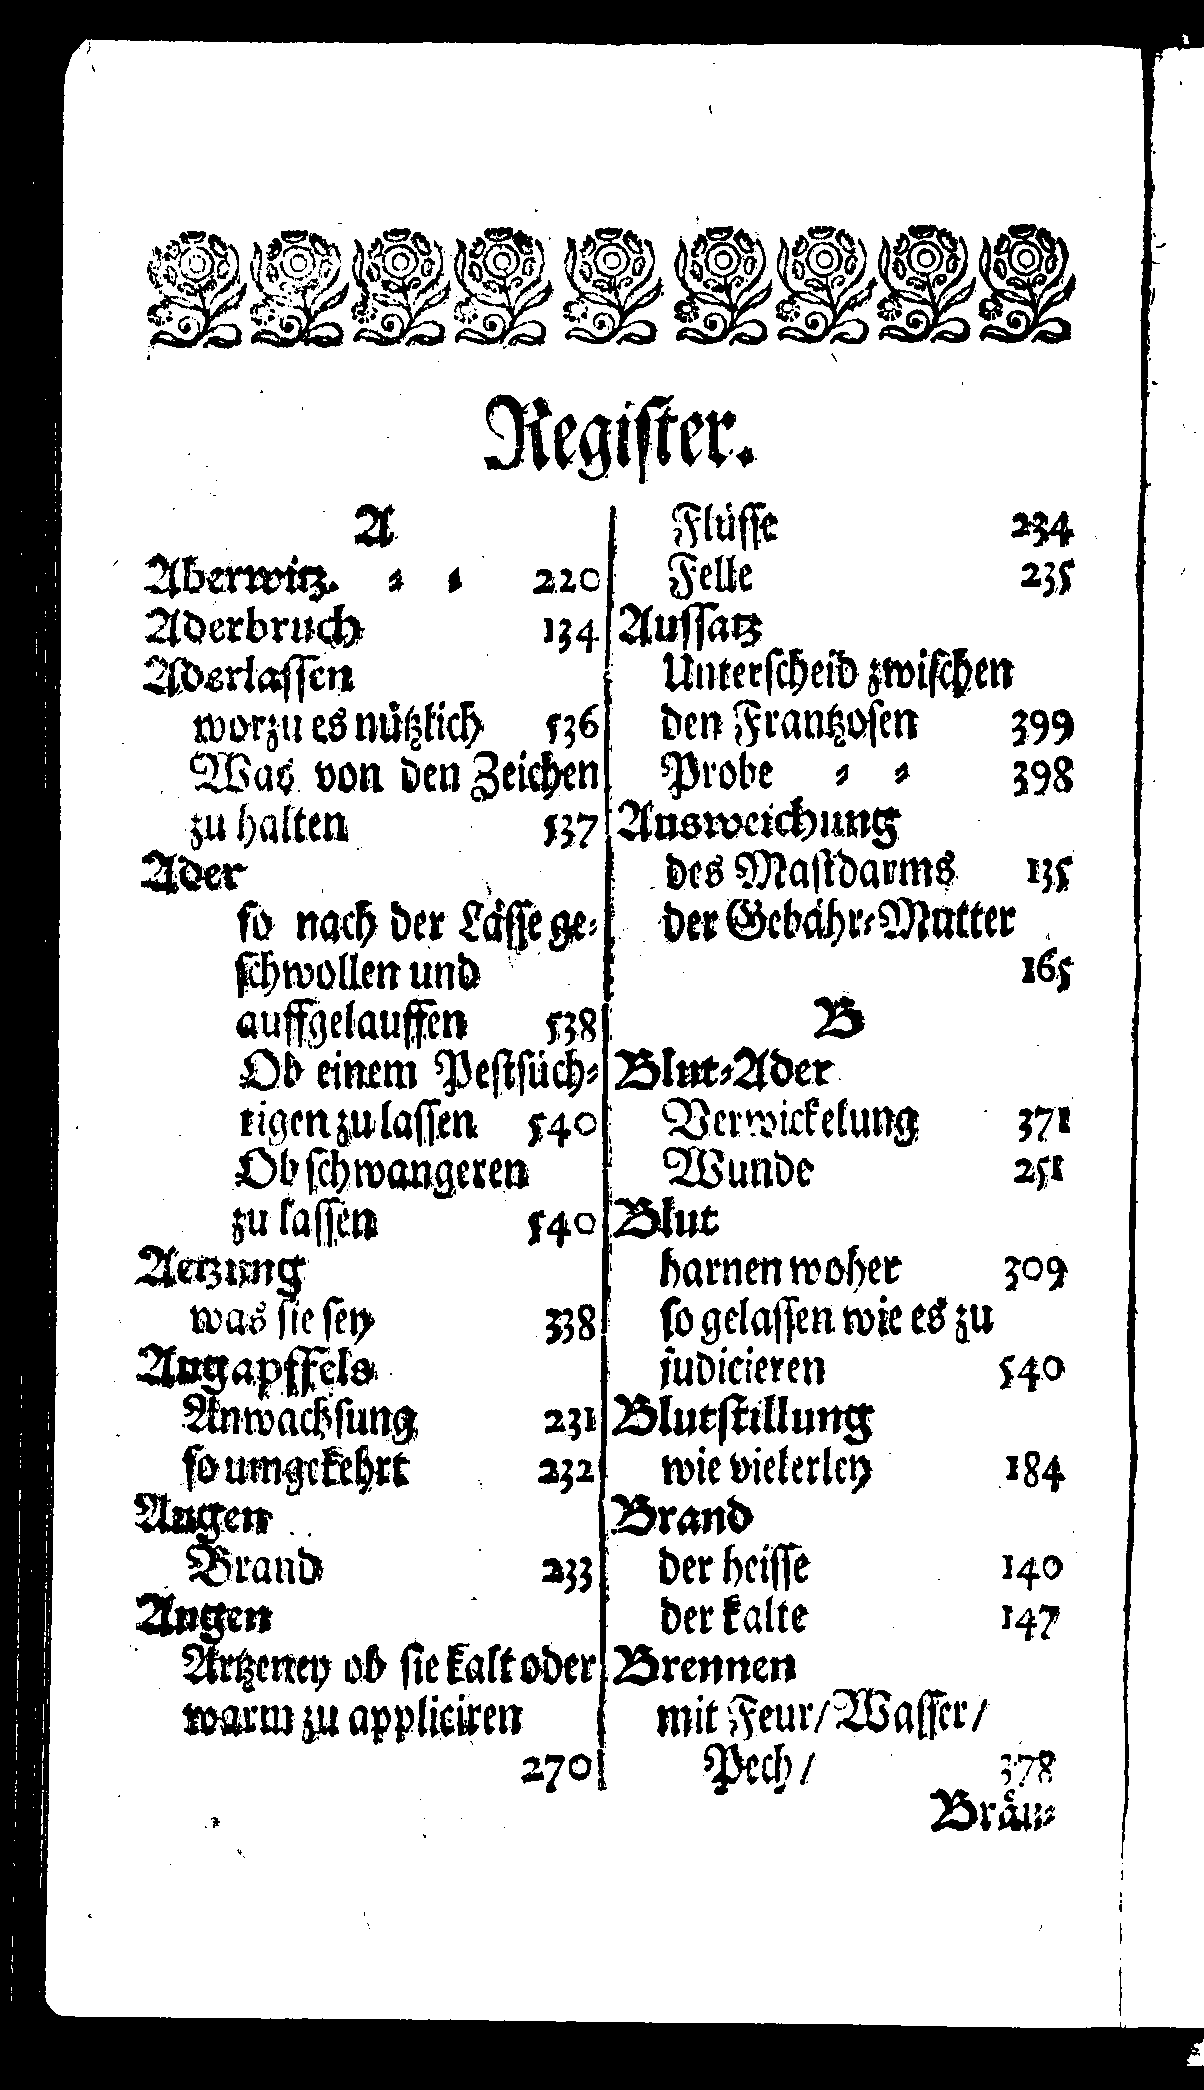 Register.
A
Aberwitz. ⸗ ⸗ 220
Aderbruch 134
Aderlassen
worzu es nützlich 536
Was von den Zeichen
zu halten 537
Ader
so nach der Lässe ge⸗
schwollen und
auffgelauffen 538
Ob einem Pestsüch⸗
tigen zu lassen 540
Ob schwangeren
zu lassen 540
Aetzung
was sie sey 338
Augapffels
Anwachsung 231
so umgekehrt 232
Augen
Brand 233
Augen
Artzeney ob sie kalt oder
warm zu appliciren
270
Flüsse 234
Felle 235
Aussatz
Unterscheid zwischen
den Frantzosen 399
Probe ⸗ ⸗ 398
Ausweichung
des Mastdarms 135
der Gebähr⸗Mutter
165
B
Blut⸗Ader
Verwickelung 371
Wunde 251
Blut
harnen woher 309
so gelassen wie es zu
judicieren 540
Blutstillung
wie vielerley 184
Brand
der heisse 140
der kalte 147
Brennen
mit Feur/ Wasser/
Pech/ 378
Bräu⸗